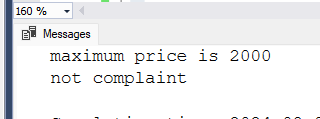 160 %
Messages
maximum price is 2000
not complaint